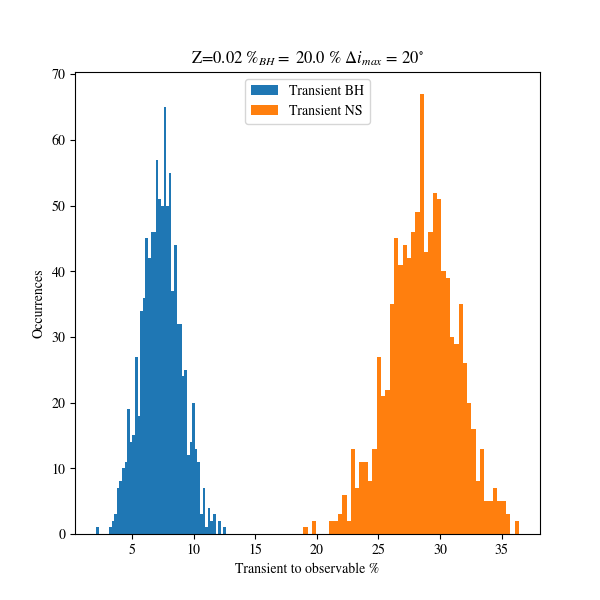 Z=0.02 %BH = 20.0 % Δimax = 20°
70
60
50
40
30
20
10
0
Occurrences
Transient BH
Transient NS
5 10 15 20 25 30 35
Transient to observable %